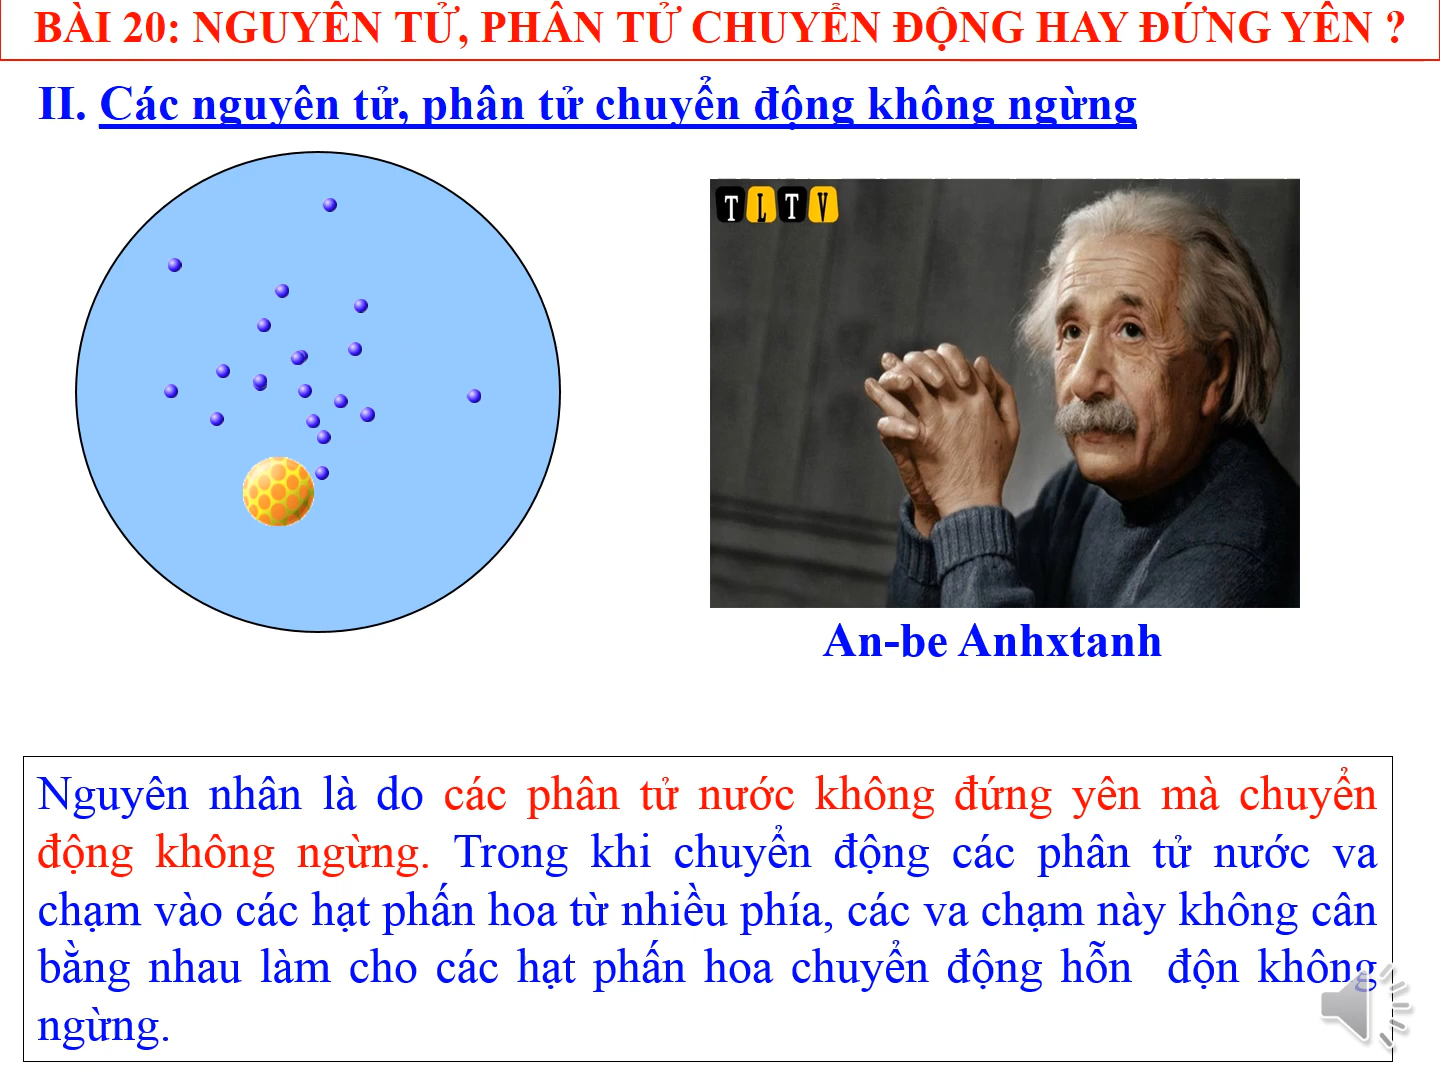 BÀI 20: NGUYÊN TỬ, PHÂN TỬ CHUYỂN ĐỘNG HAY ĐỨNG YÊN ?
II. Các nguyên tử, phân tử chuyển động không ngừng
TLTV
An-be Anhxtanh
Nguyên nhân là do các phân tử nước không đứng yên mà chuyển
động không ngừng. Trong khi chuyển động các phân tử nước va
chạm vào các hạt phấn hoa từ nhiều phía, các va chạm này không cân
bằng nhau làm cho các hạt phấn hoa chuyển động hỗn độn không
ngừng.